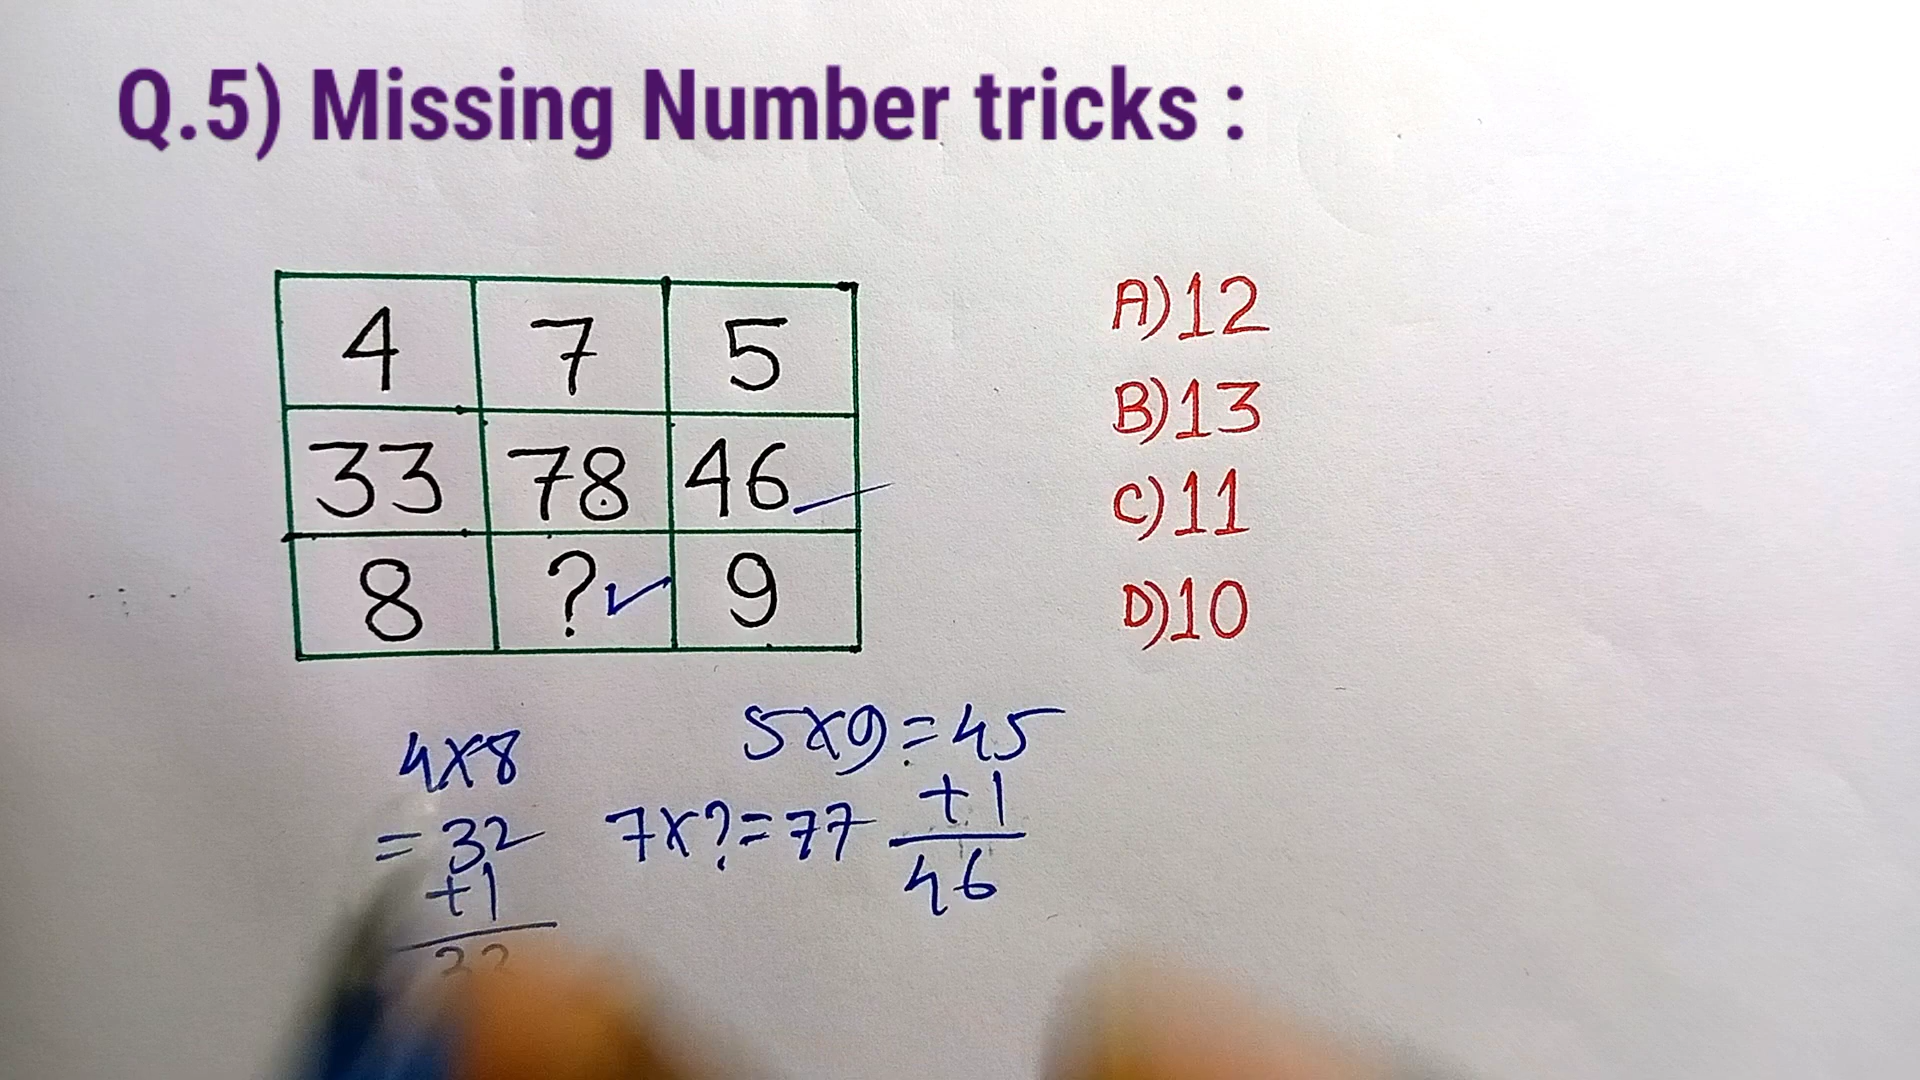 Q.5) Missing Number tricks :
4 7 5
33 78 46
8 ? 9
A)12
B)13
C)11
D)10
4x8
= 32
+1
33
7x?=77
5x9=45
+1
46